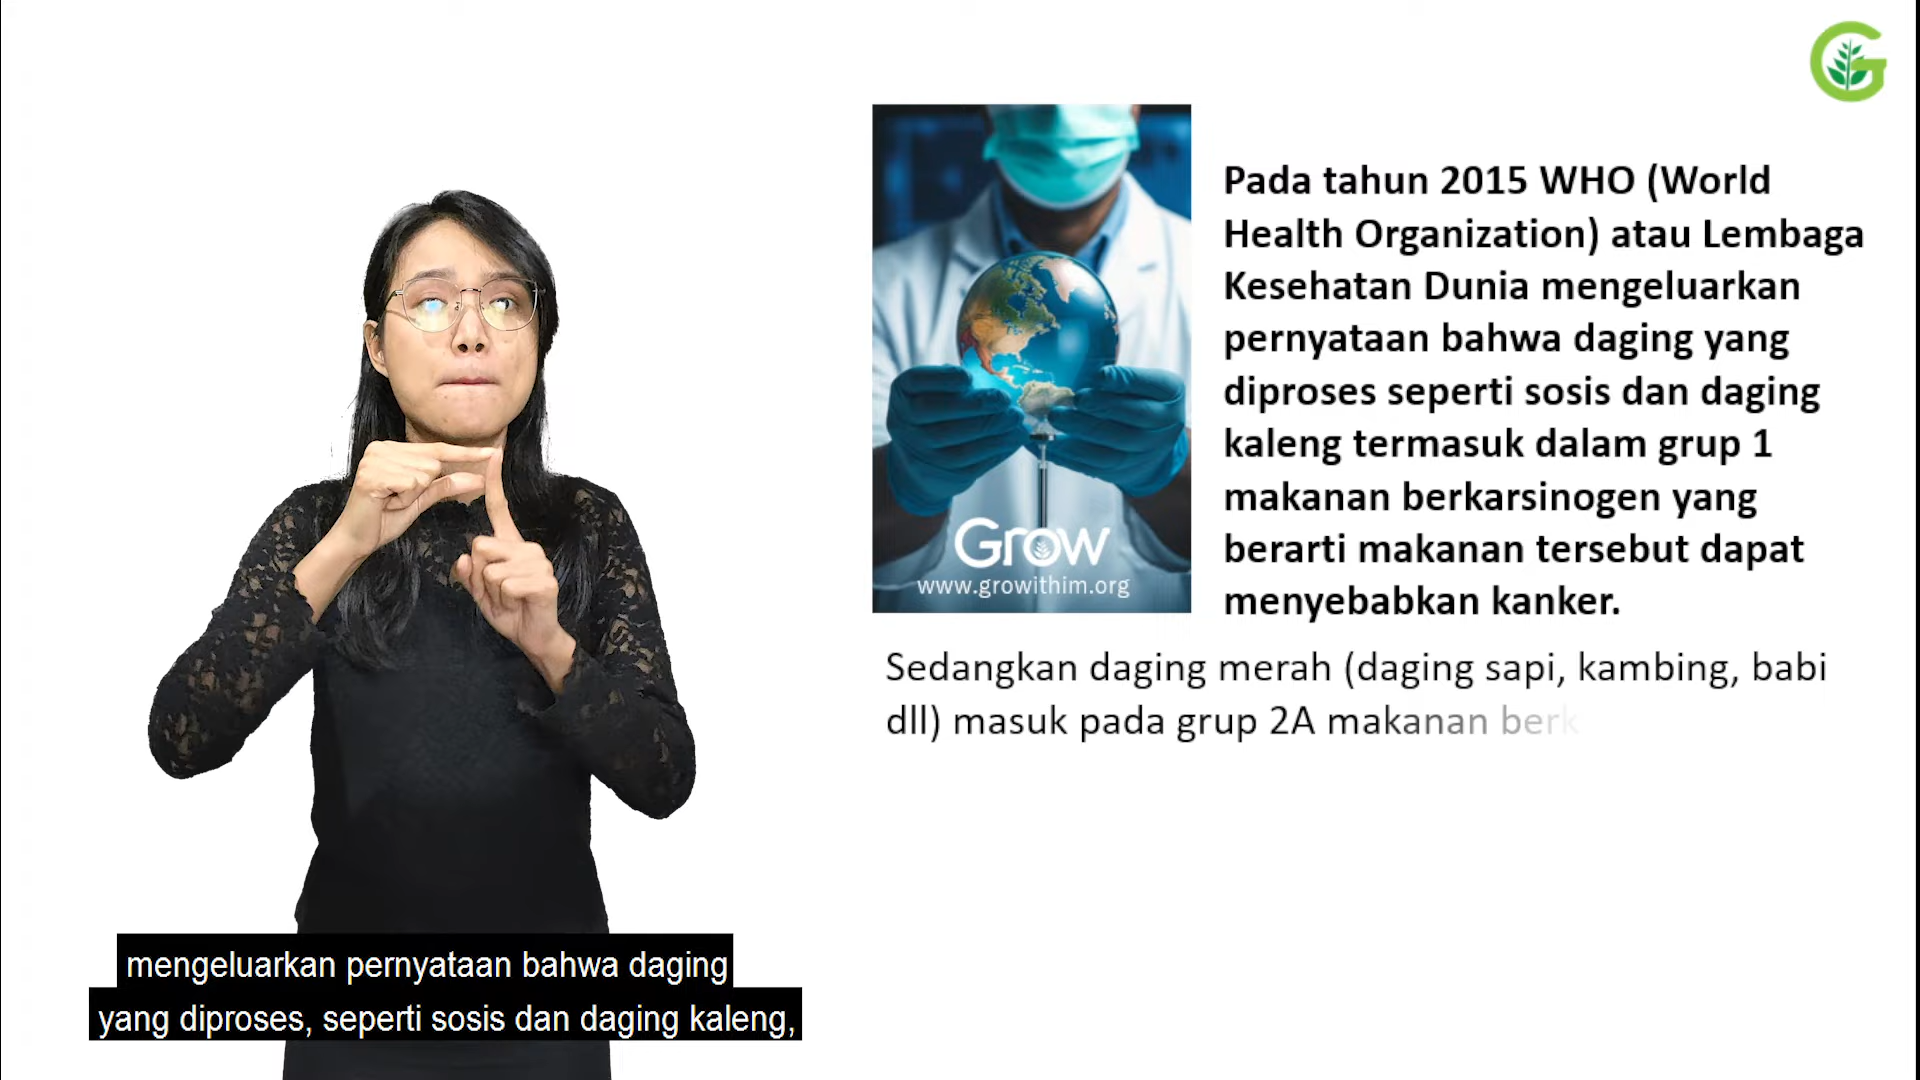 Pada tahun 2015 WHO (World
Health Organization) atau Lembaga
Kesehatan Dunia mengeluarkan
pernyataan bahwa daging yang
diproses seperti sosis dan daging
kaleng termasuk dalam grup 1
makanan berkarsinogen yang
berarti makanan tersebut dapat
menyebabkan kanker.
Grow
www.growithim.org
Sedangkan daging merah (daging sapi, kambing, babi
dll) masuk pada grup 2A makanan berk
mengeluarkan pernyataan bahwa daging
yang diproses, seperti sosis dan daging kaleng,